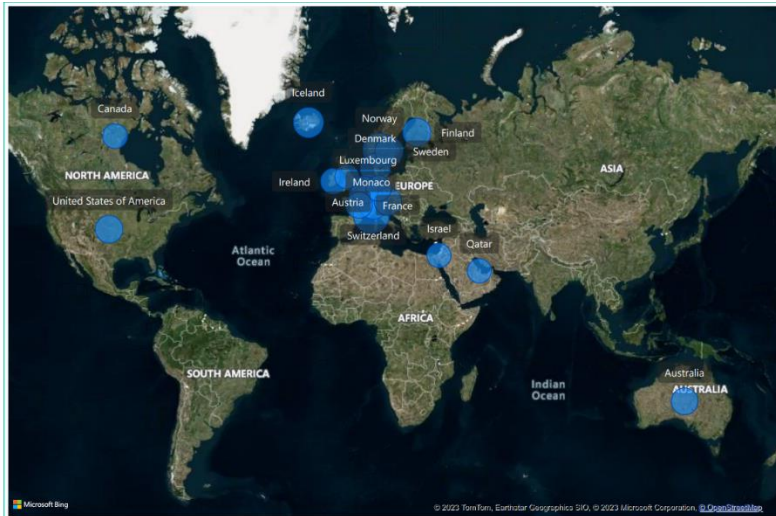 Iceland
Canada
Norway
Finland
Denmark
Sweden
Luxembourg
ASIA
NORTH AMERICA
Ireland
Monaco
EUROPE
United States of America
Austria
France
Switzerland
Israel
Qatar
Atlantic
Ocean
AFRICA
SOUTH AMERICA
Indian
Ocean
Australia
AUSTRALIA
Microsoft Bing
© 2023 TomTom, Earthstar Geographics SIO, © 2023 Microsoft Corporation, © OpenStreetMap